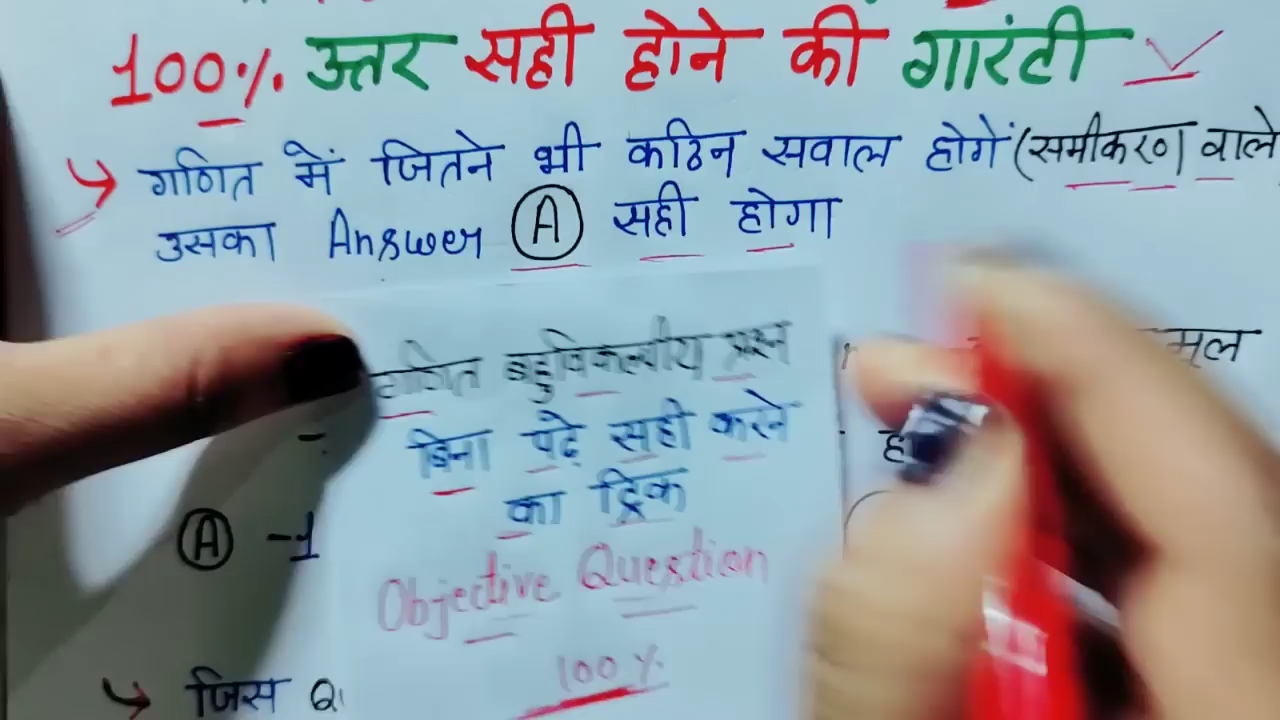 100% उत्तर सही होने की गारंटी
गणित में जितने भी कठिन सवाल होगें (समीकरण) वाले
उसका Answer Ⓐ सही होगा
गणित बहुविकल्पीय प्रश्न
बिना पढ़े सही करने
का ट्रिक
Objective Question
100%
मूल
Ⓐ -1
जिस